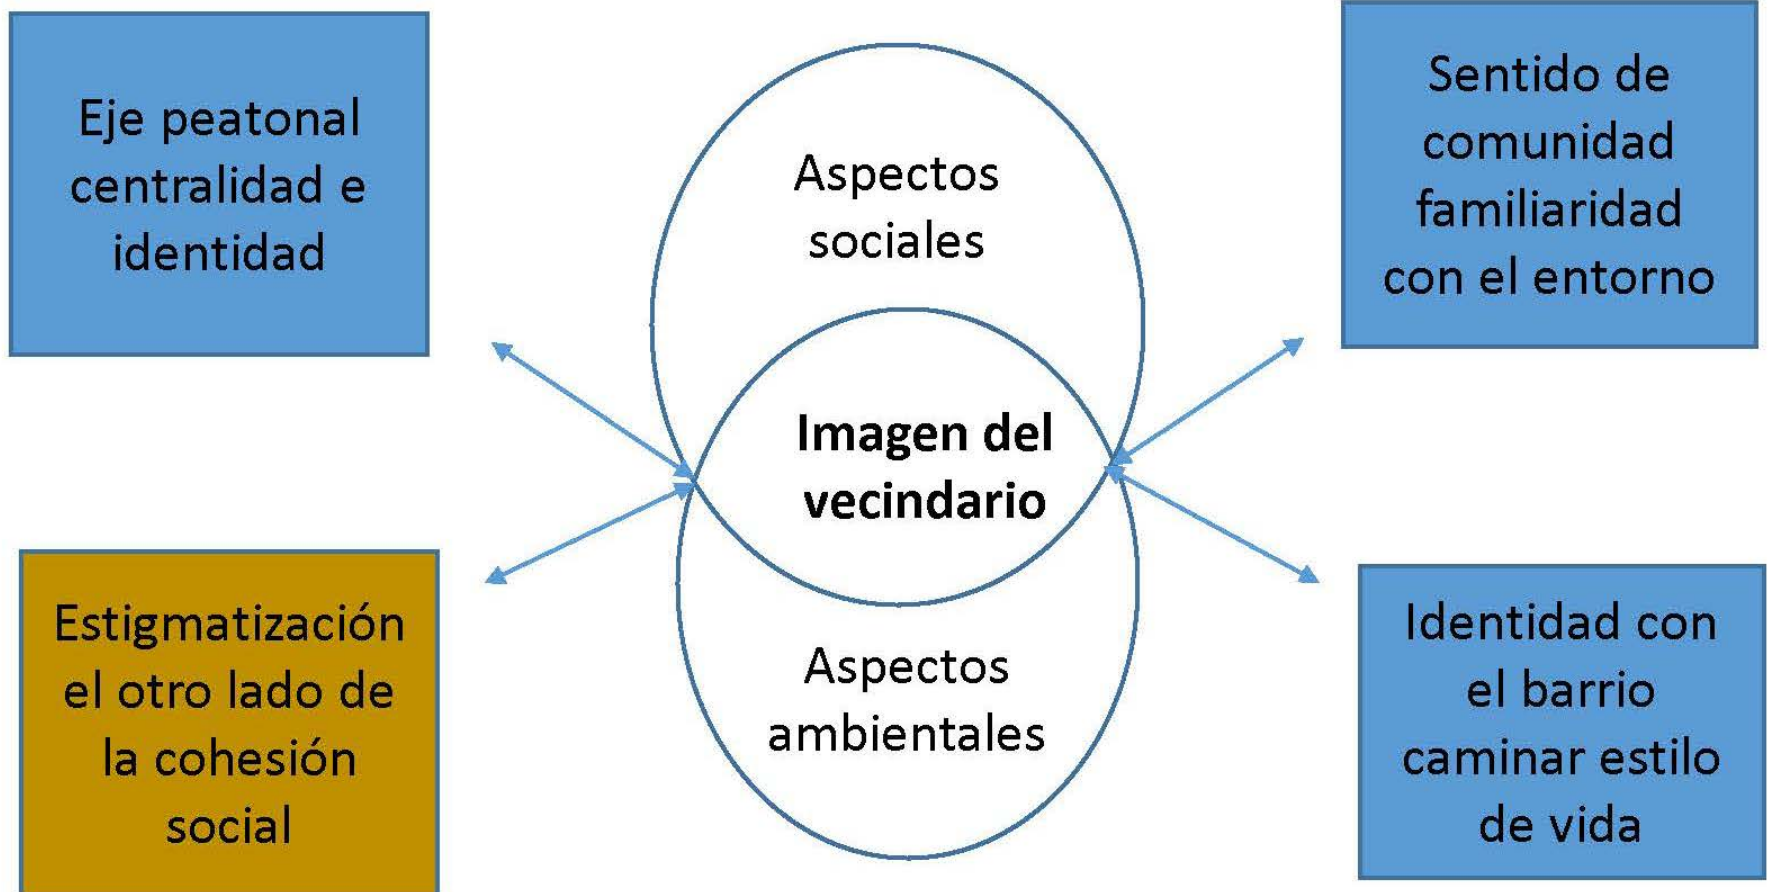 Eje peatonal
centralidad e
identidad
Aspectos
sociales
Sentido de
comunidad
familiaridad
con el entorno
Imagen del
vecindario
Estigmatización
el otro lado de
la cohesión
social
Aspectos
ambientales
Identidad con
el barrio
caminar estilo
de vida